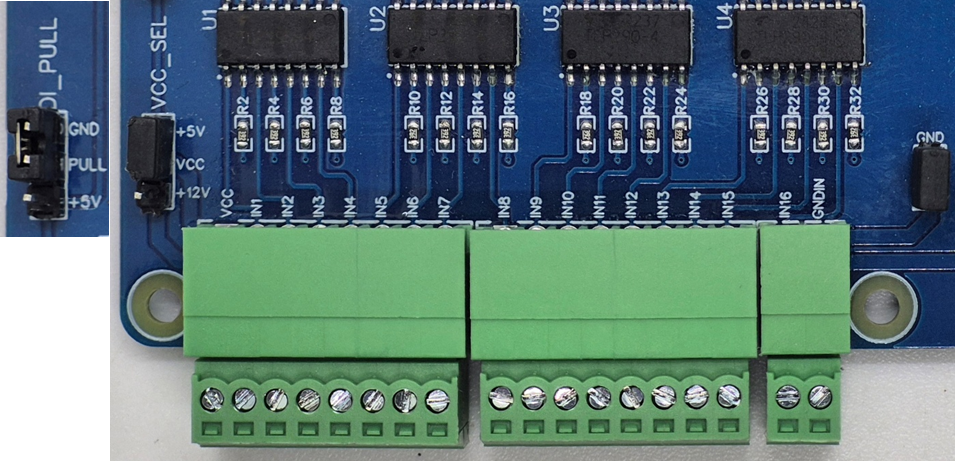 DI_PULL
GND
PULL
+5V
VCC_SEL
+5V
VCC
+12V
U1
U2
U3
U4
R2
R4
R6
R8
R10
R12
R14
R16
R18
R20
R22
R24
R26
R28
R30
R32
GND
VCC
IN1
IN2
IN3
IN4
IN5
IN6
IN7
IN8
IN9
IN10
IN11
IN12
IN13
IN14
IN15
IN16
GNDIN